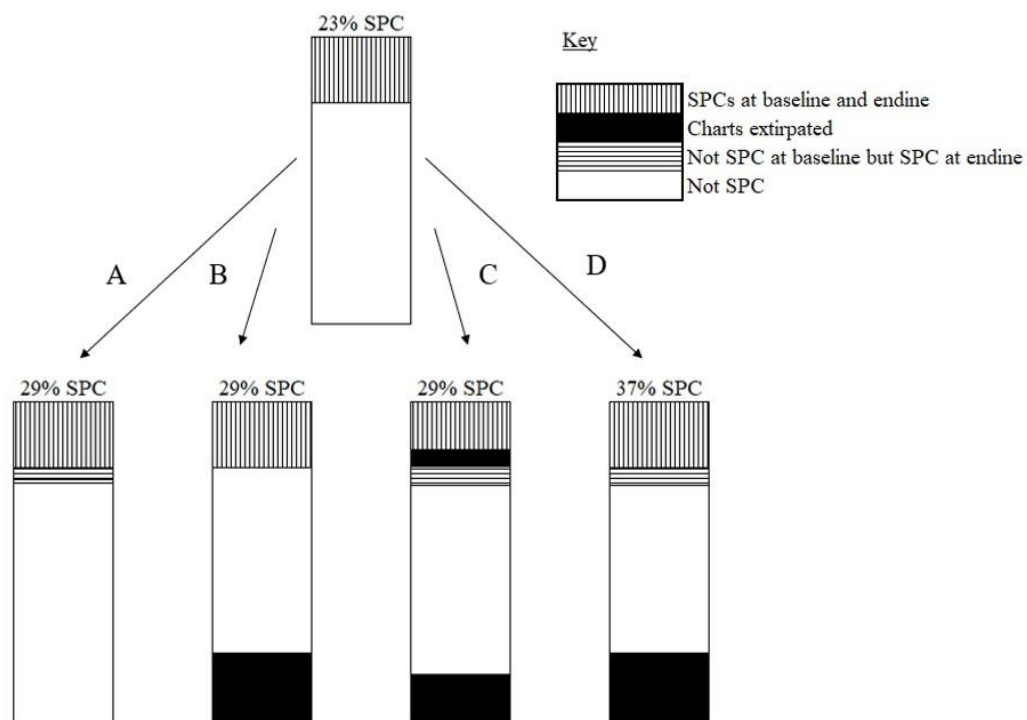 23% SPC
Key
SPCs at baseline and endine
Charts extirpated
Not SPC at baseline but SPC at endine
Not SPC
A
B
C
D
29% SPC
29% SPC
29% SPC
37% SPC